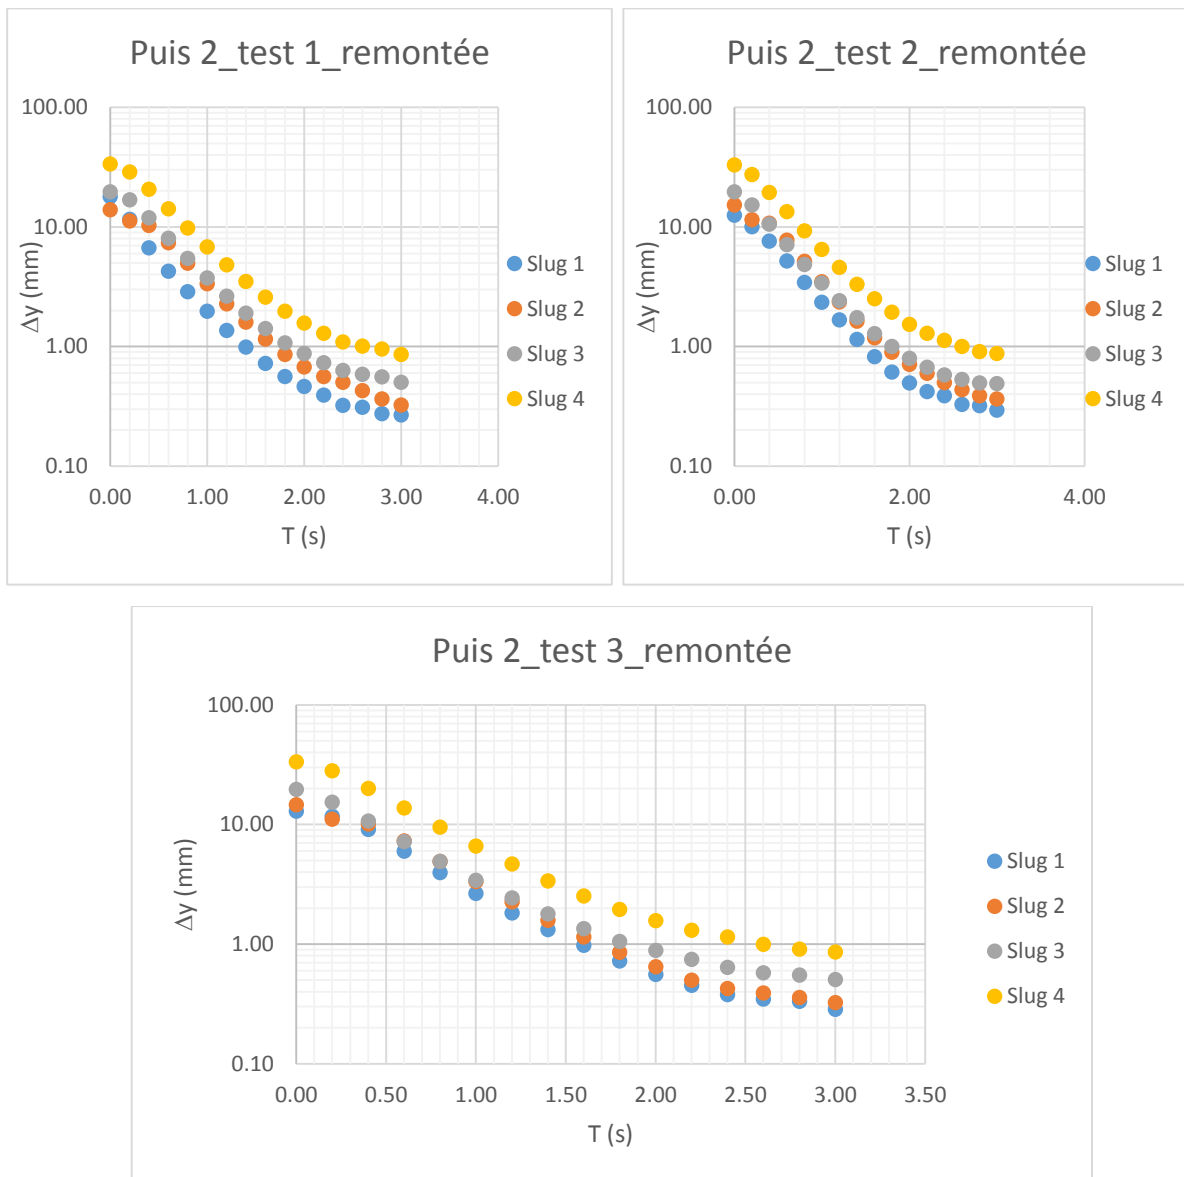 Puis 2_test 1_remontée
100.00
10.00
1.00
0.10
Δy (mm)
0.00 1.00 2.00 3.00 4.00
T (s)
Slug 1
Slug 2
Slug 3
Slug 4
Puis 2_test 2_remontée
100.00
10.00
1.00
0.10
Δy (mm)
0.00 2.00 4.00
T (s)
Slug 1
Slug 2
Slug 3
Slug 4
Puis 2_test 3_remontée
100.00
10.00
1.00
0.10
Δy (mm)
0.00 0.50 1.00 1.50 2.00 2.50 3.00 3.50
T (s)
Slug 1
Slug 2
Slug 3
Slug 4